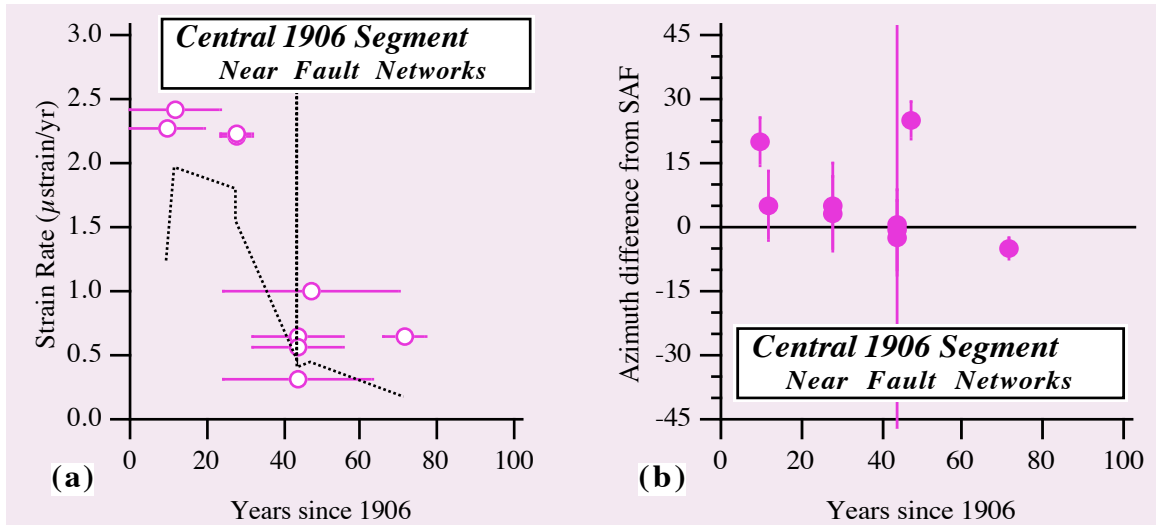 Central 1906 Segment
Near Fault Networks
Strain Rate (μstrain/yr)
3.0
2.5
2.0
1.5
1.0
0.5
0.0
0 20 40 60 80 100
(a)
Years since 1906
Azimuth difference from SAF
45
30
15
0
-15
-30
-45
Central 1906 Segment
Near Fault Networks
0 20 40 60 80 100
(b)
Years since 1906